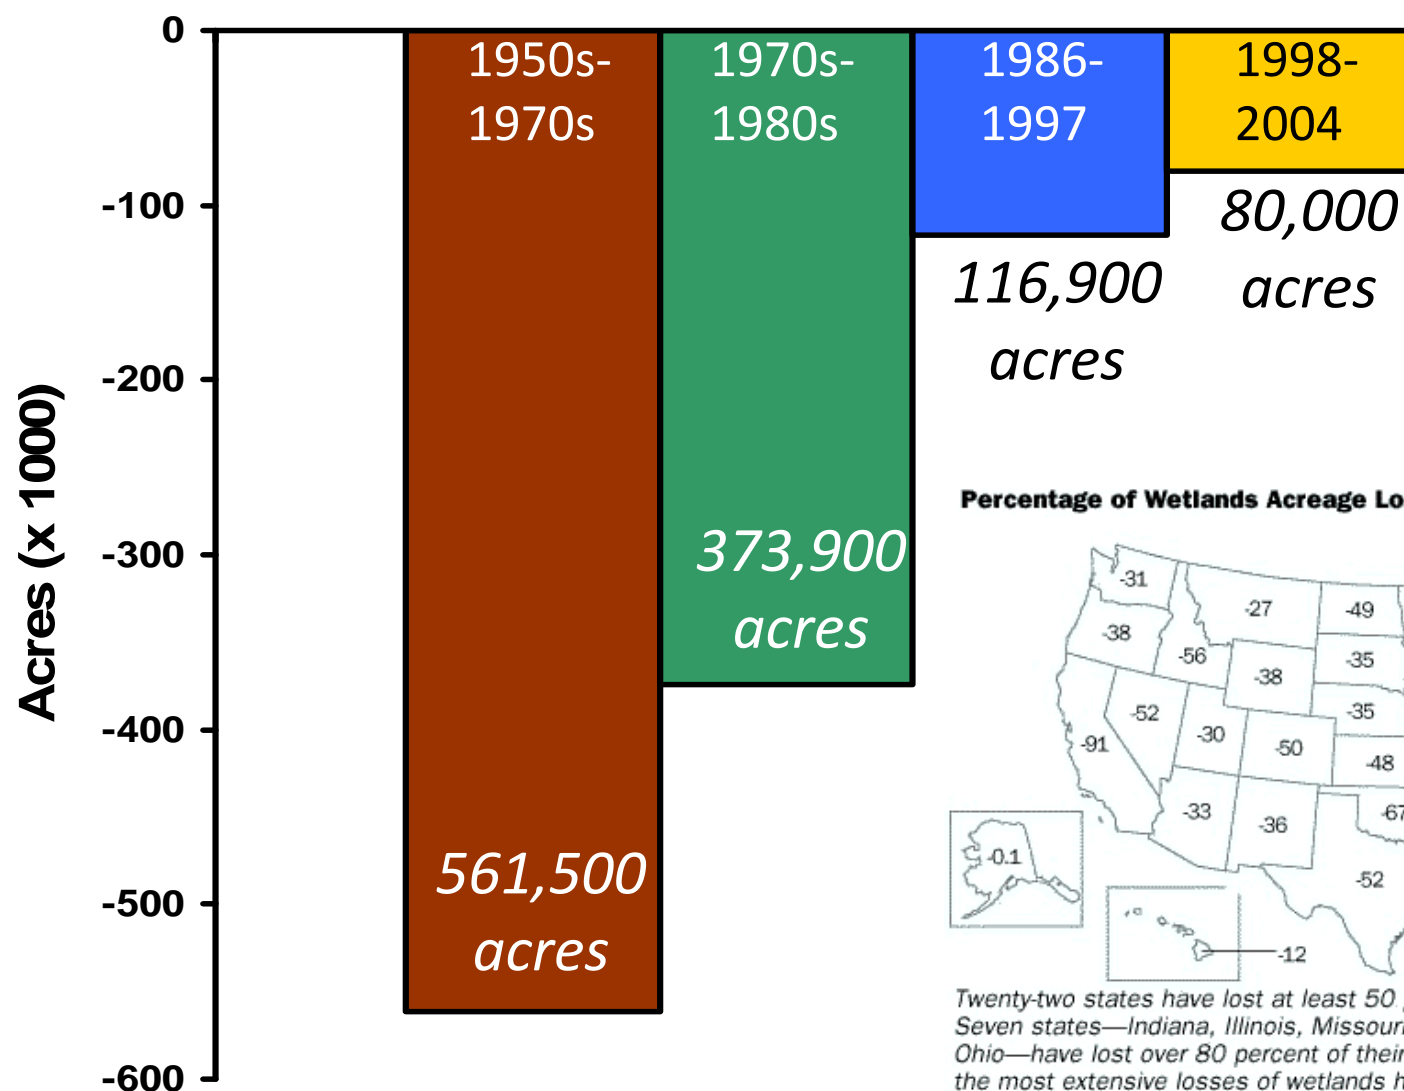 0
-100
-200
-300
-400
-500
-600
Acres (x 1000)
1950s-
1970s
561,500
acres
1970s-
1980s
373,900
acres
1986-
1997
116,900
acres
1998-
2004
80,000
acres
Percentage of Wetlands Acreage
-31
-27
-49
-38
-56
-38
-35
-35
-52
-30
-50
-48
-91
-33
-36
-67
-0.1
-52
-12
Twenty-two states have lost at least 50
Seven states—Indiana, Illinois, Missouri
Ohio—have lost over 80 percent of their
the most extensive losses of wetlands